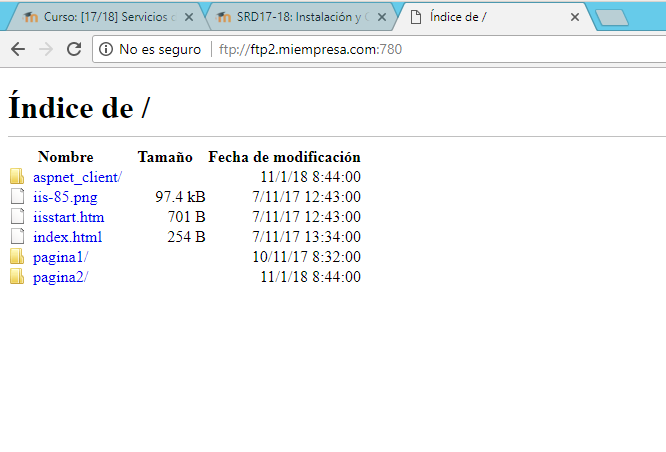 Curso: [17/18] Servicios
SRD17-18: Instalación y
Índice de /
No es seguro ftp://ftp2.miempresa.com:780
Índice de /
Nombre Tamaño Fecha de modificación
aspnet_client/ 11/1/18 8:44:00
iis-85.png 97.4 kB 7/11/17 12:43:00
iisstart.htm 701 B 7/11/17 12:43:00
index.html 254 B 7/11/17 13:34:00
pagina1/ 10/11/17 8:32:00
pagina2/ 11/1/18 8:44:00